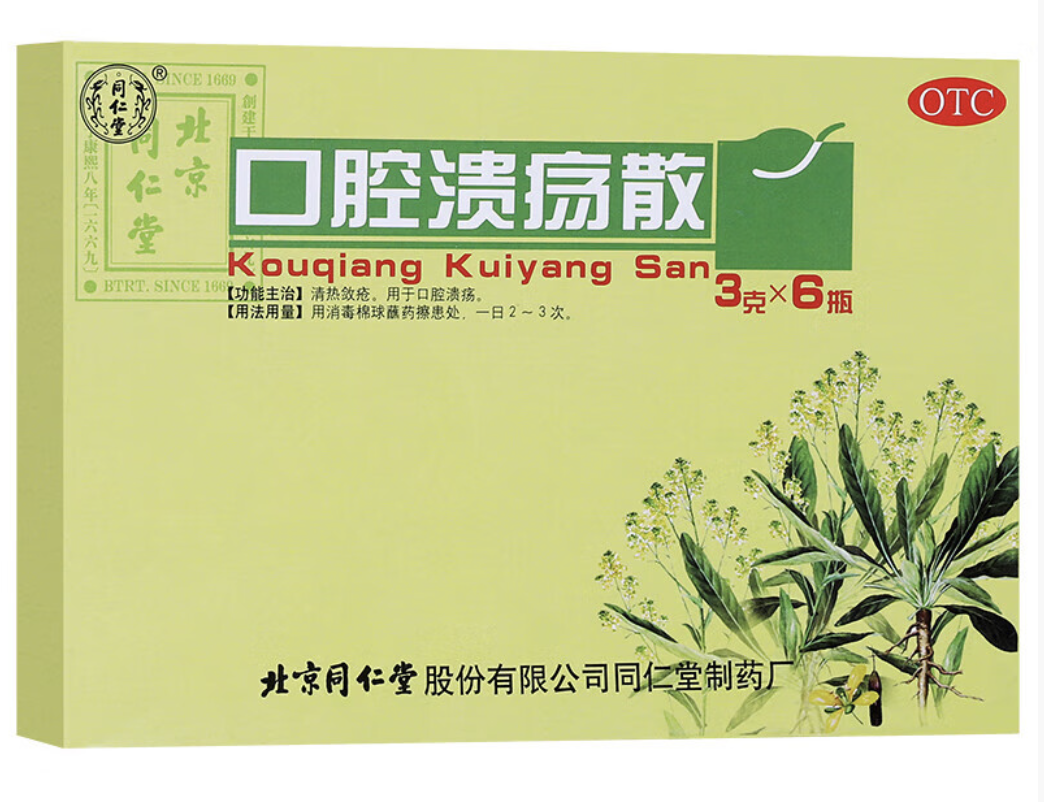 同仁堂
®
SINCE 1669
創建于
北京
同仁堂
康熙八年〔一六六九〕
BTRT. SINCE 1669
OTC
口腔溃疡散
Kouqiang Kuiyang San
3克×6瓶
【功能主治】清热敛疮。用于口腔溃疡。
【用法用量】用消毒棉球蘸药擦患处，一日2～3次。
北京同仁堂股份有限公司同仁堂制药厂